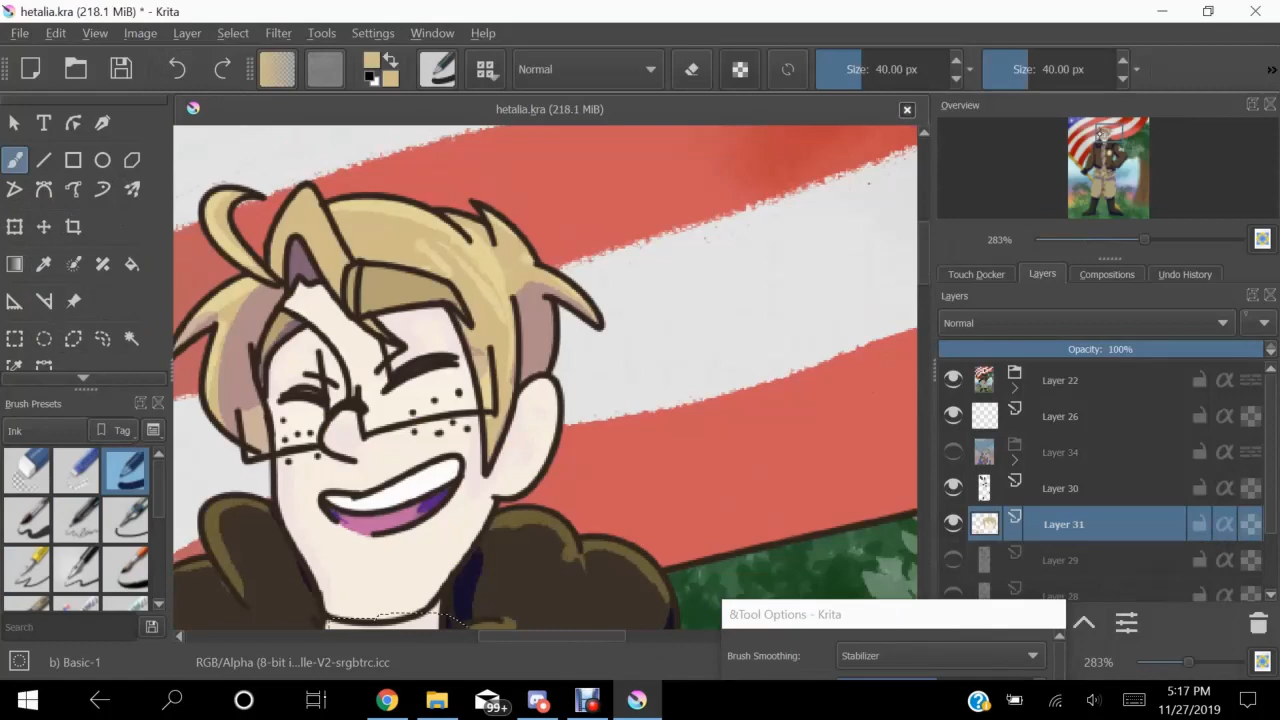 hetalia.kra (218.1 MiB) * - Krita
File Edit View Image Layer Select Filter Tools Settings Window Help
Normal Size: 40.00 px Size: 40.00 px »
hetalia.kra (218.1 MiB)
Overview
283%
Touch Docker Layers Compositions Undo History
Layers
Normal
Opacity: 100%
Layer 22
Layer 26
Layer 34
Layer 30
Layer 31
Layer 29
Layer 28
Brush Presets
Ink Tag
Search
&Tool Options - Krita
Brush Smoothing: Stabilizer
b) Basic-1 RGB/Alpha (8-bit i...lle-V2-srgbtrc.icc 283%
99+
5:17 PM
11/27/2019